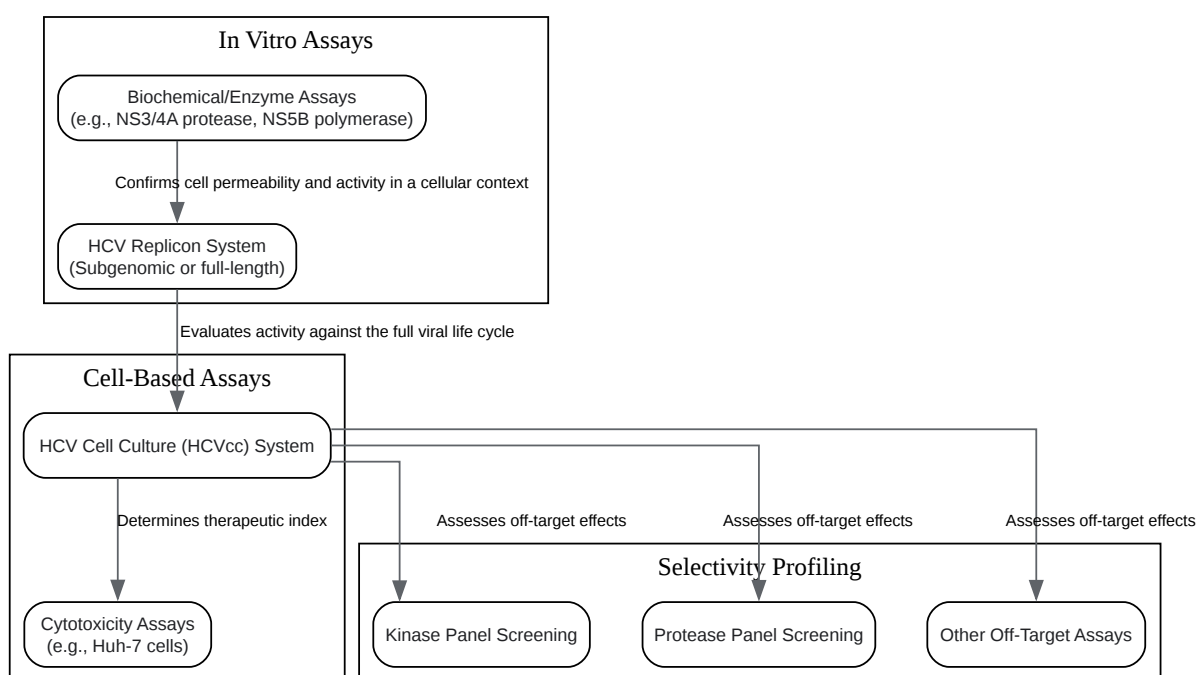 In Vitro Assays
Biochemical/Enzyme Assays
(e.g., NS3/4A protease, NS5B polymerase)
Confirms cell permeability and activity in a cellular context
HCV Replicon System
(Subgenomic or full-length)
Evaluates activity against the full viral life cycle
Cell-Based Assays
HCV Cell Culture (HCVcc) System
Determines therapeutic index
Assesses off-target effects
Assesses off-target effects
Assesses off-target effects
Selectivity Profiling
Cytotoxicity Assays
(e.g., Huh-7 cells)
Kinase Panel Screening
Protease Panel Screening
Other Off-Target Assays